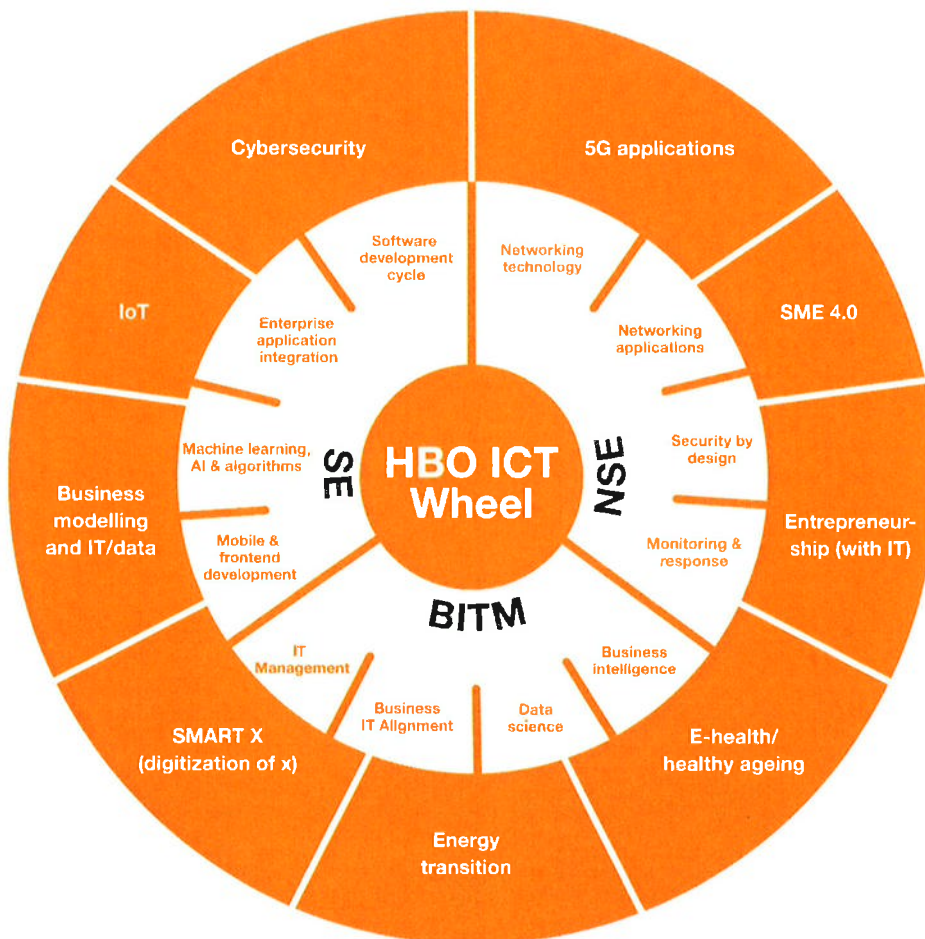 Cybersecurity
5G applications
Software
development
cycle
Networking
technology
IoT
Enterprise
application
integration
Networking
applications
SME 4.0
Machine learning,
AI & algorithms
SE
HBO ICT
Wheel
NSE
Security by
design
Business
modelling
and IT/data
Mobile &
frontend
development
Monitoring &
response
Entrepreneur-
ship (with IT)
BITM
IT
Management
Business
IT Alignment
Data
science
Business
intelligence
SMART X
(digitization of x)
E-health/
healthy ageing
Energy
transition